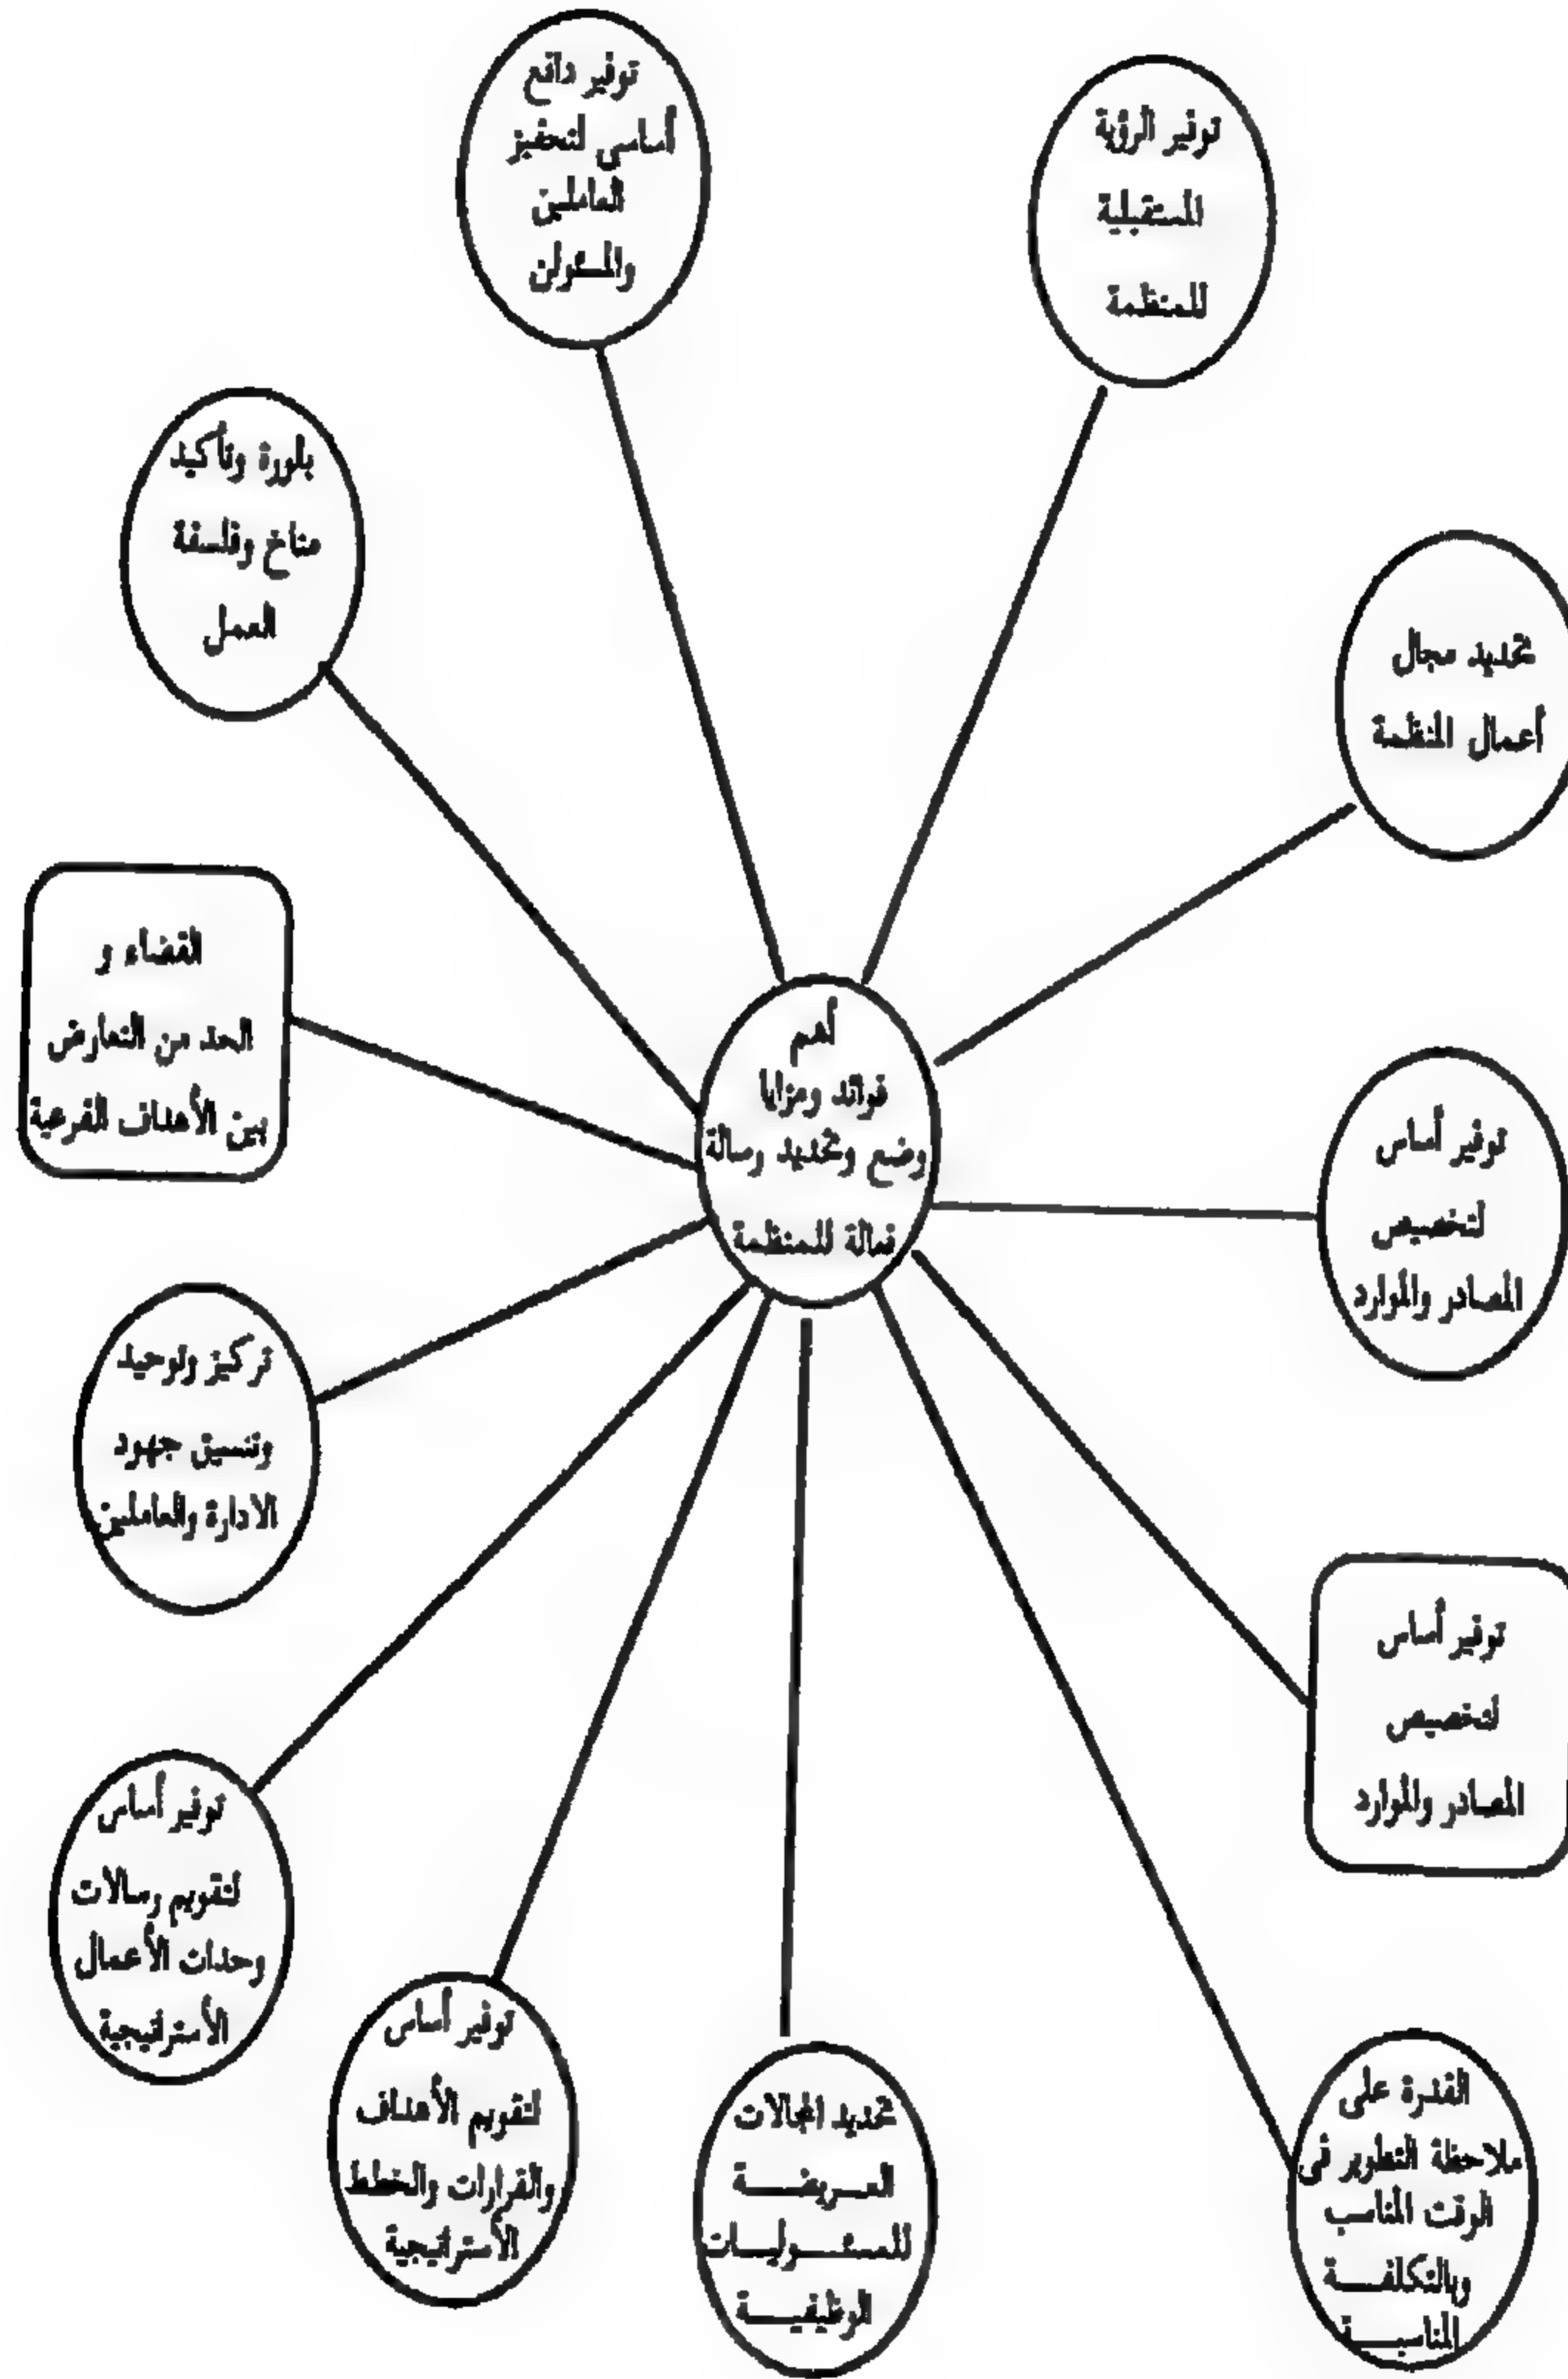 توفير دافع
أساسي لتحفيز
العاملين
توفير الرؤية
المستقبلية
للمنظمة
بلورة وتأكيد
مناخ وفلسفة
العمل
تحديد مجال
أعمال المنظمة
القضاء و
الحد من التعارض
بين الأهداف الفرعية
أهم
فوائد ومزايا
وضع وتحديد رسالة
فعالة للمنظمة
توفير أساس
لتخصيص
المصادر والموارد
تركيز وتوحيد
وتنسيق جهود
الادارة والعاملين
توفير أساس
لتخصيص
المصادر والموارد
توفير أساس
لتقويم رسالات
وحدات الأعمال
الأستراتيجية
توفير أساس
لتقويم الأهداف
والقرارات والخطط
الأستراتيجية
تحديد المجالات
العريضة
للمسئوليات
الوظيفية
القدرة على
ملاحظة التطوير فى
الوقت المناسب
وبالتكلفة
المناسبة